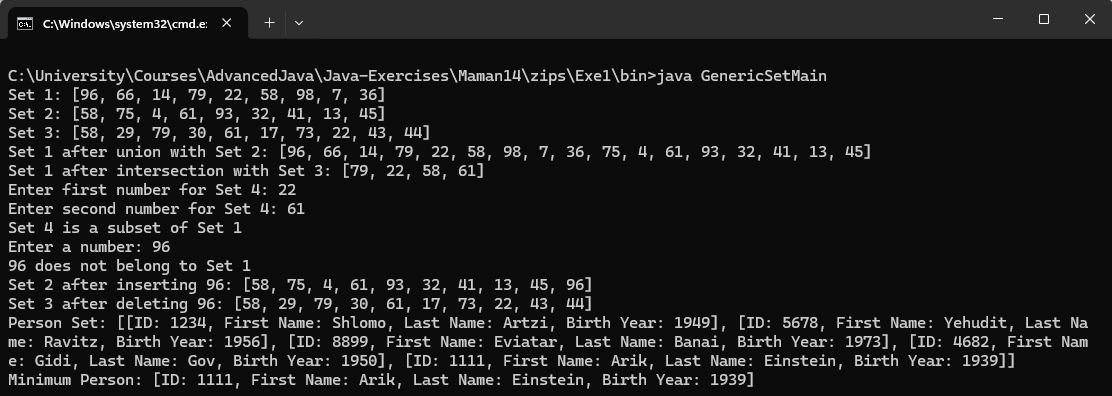 C:\Windows\system32\cmd.e
C:\University\Courses\AdvancedJava\Java-Exercises\Maman14\zips\Exe1\bin>java GenericSetMain
Set 1: [96, 66, 14, 79, 22, 58, 98, 7, 36]
Set 2: [58, 75, 4, 61, 93, 32, 41, 13, 45]
Set 3: [58, 29, 79, 30, 61, 17, 73, 22, 43, 44]
Set 1 after union with Set 2: [96, 66, 14, 79, 22, 58, 98, 7, 36, 75, 4, 61, 93, 32, 41, 13, 45]
Set 1 after intersection with Set 3: [79, 22, 58, 61]
Enter first number for Set 4: 22
Enter second number for Set 4: 61
Set 4 is a subset of Set 1
Enter a number: 96
96 does not belong to Set 1
Set 2 after inserting 96: [58, 75, 4, 61, 93, 32, 41, 13, 45, 96]
Set 3 after deleting 96: [58, 29, 79, 30, 61, 17, 73, 22, 43, 44]
Person Set: [[ID: 1234, First Name: Shlomo, Last Name: Artzi, Birth Year: 1949], [ID: 5678, First Name: Yehudit, Last Na
me: Ravitz, Birth Year: 1956], [ID: 8899, First Name: Eviatar, Last Name: Banai, Birth Year: 1973], [ID: 4682, First Nam
e: Gidi, Last Name: Gov, Birth Year: 1950], [ID: 1111, First Name: Arik, Last Name: Einstein, Birth Year: 1939]]
Minimum Person: [ID: 1111, First Name: Arik, Last Name: Einstein, Birth Year: 1939]